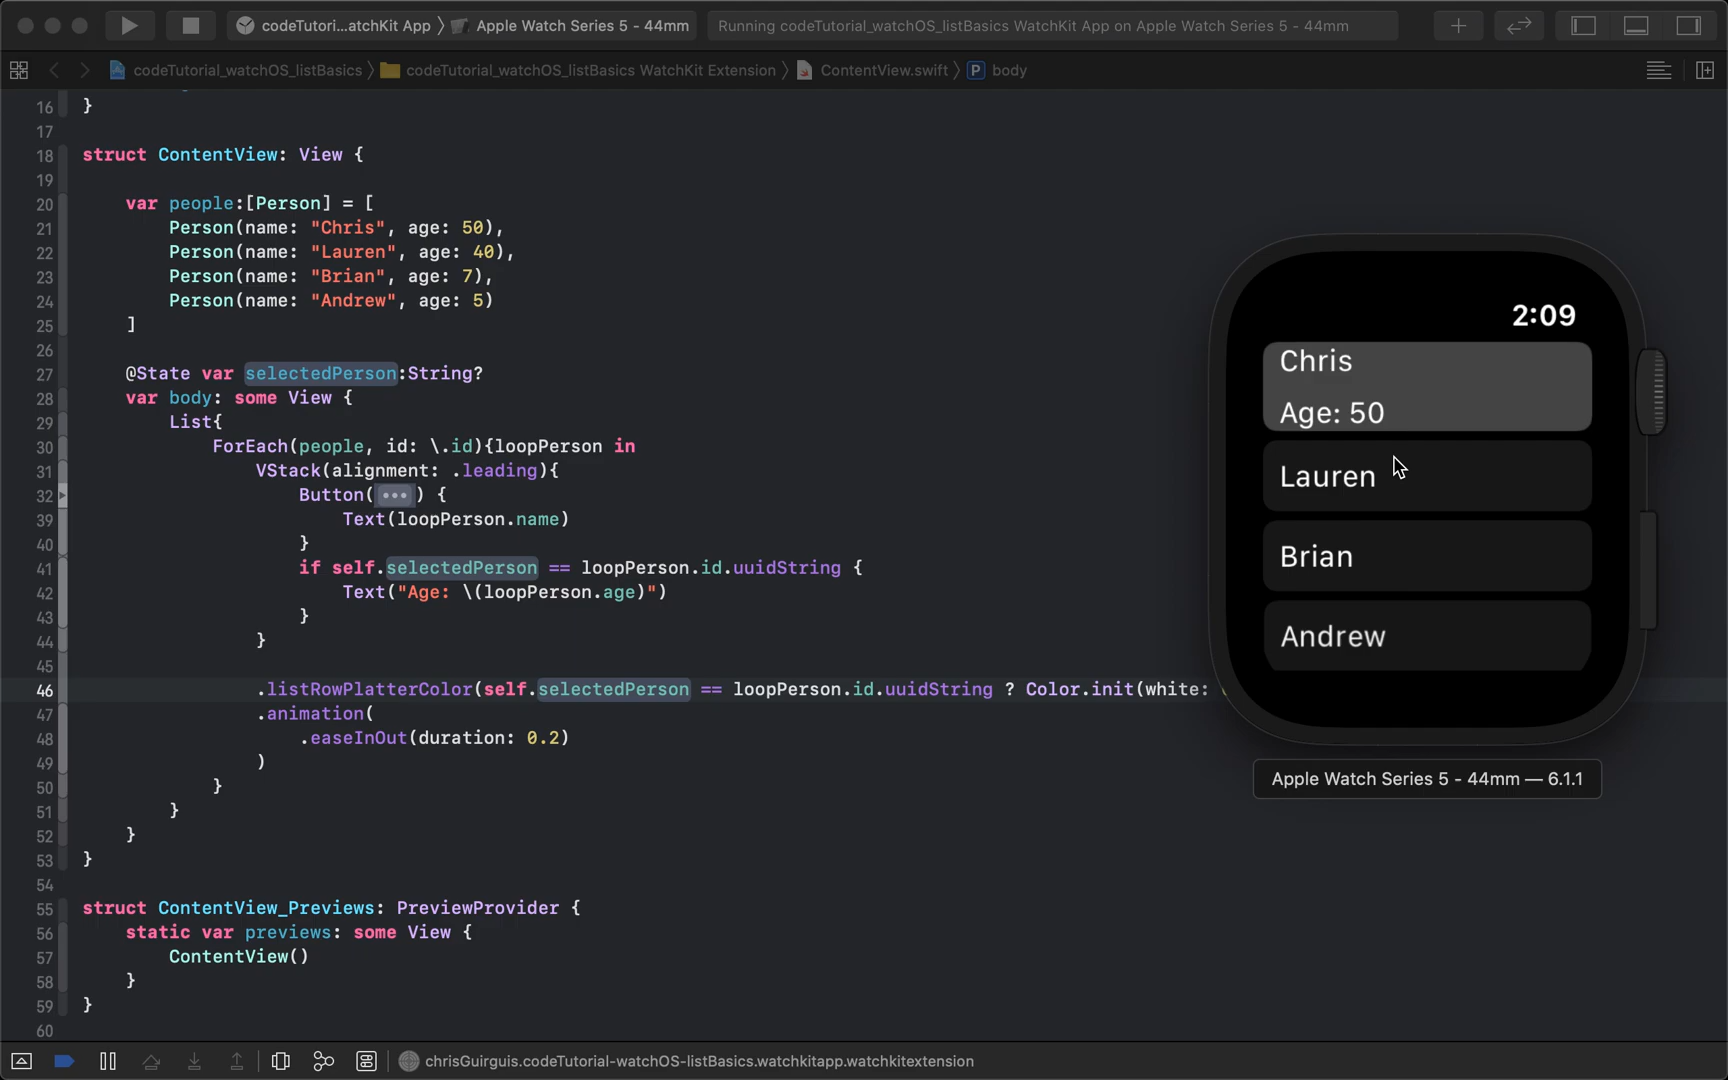 codeTutori...atchKit App 〉 Apple Watch Series 5 - 44mm
Running codeTutorial_watchOS_listBasics WatchKit App on Apple Watch Series 5 - 44mm
codeTutorial_watchOS_listBasics 〉 codeTutorial_watchOS_listBasics WatchKit Extension 〉 ContentView.swift 〉 P body
16 }
17
18 struct ContentView: View {
19
20 var people:[Person] = [
21 Person(name: "Chris", age: 50),
22 Person(name: "Lauren", age: 40),
23 Person(name: "Brian", age: 7),
24 Person(name: "Andrew", age: 5)
25 ]
26
27 @State var selectedPerson:String?
28 var body: some View {
29 List{
30 ForEach(people, id: \.id){loopPerson in
31 VStack(alignment: .leading){
32 Button(•••) {
39 Text(loopPerson.name)
40 }
41 if self.selectedPerson == loopPerson.id.uuidString {
42 Text("Age: \(loopPerson.age)")
43 }
44 }
45
46 .listRowPlatterColor(self.selectedPerson == loopPerson.id.uuidString ? Color.init(white:
47 .animation(
48 .easeInOut(duration: 0.2)
49 )
50 }
51 }
52 }
53 }
54
55 struct ContentView_Previews: PreviewProvider {
56 static var previews: some View {
57 ContentView()
58 }
59 }
60
2:09
Chris
Age: 50
Lauren
Brian
Andrew
Apple Watch Series 5 - 44mm — 6.1.1
chrisGuirguis.codeTutorial-watchOS-listBasics.watchkitapp.watchkitextension